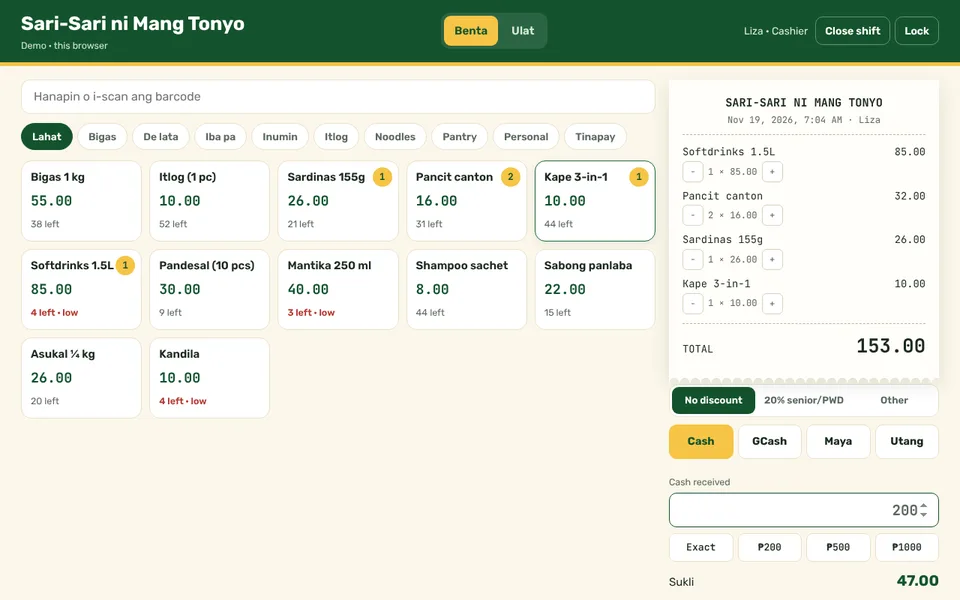 Sari-Sari ni Mang Tonyo
Demo • this browser
Benta
Ulat
Liza • Cashier
Close shift
Lock
Hanapin o i-scan ang barcode
Lahat
Bigas
De lata
Iba pa
Inumin
Itlog
Noodles
Pantry
Personal
Tinapay
Bigas 1 kg
55.00
38 left
Itlog (1 pc)
10.00
52 left
Sardinas 155g
1
26.00
21 left
Pancit canton
2
16.00
31 left
Kape 3-in-1
1
10.00
44 left
Softdrinks 1.5L
1
85.00
4 left • low
Pandesal (10 pcs)
30.00
9 left
Mantika 250 ml
40.00
3 left • low
Shampoo sachet
8.00
44 left
Sabong panlaba
22.00
15 left
Asukal ¼ kg
26.00
20 left
Kandila
10.00
4 left • low
SARI-SARI NI MANG TONYO
Nov 19, 2026, 7:04 AM · Liza
Softdrinks 1.5L 85.00
- 1 × 85.00 +
Pancit canton 32.00
- 2 × 16.00 +
Sardinas 155g 26.00
- 1 × 26.00 +
Kape 3-in-1 10.00
- 1 × 10.00 +
TOTAL 153.00
No discount
20% senior/PWD
Other
Cash
GCash
Maya
Utang
Cash received
200
Exact
₱200
₱500
₱1000
Sukli 47.00